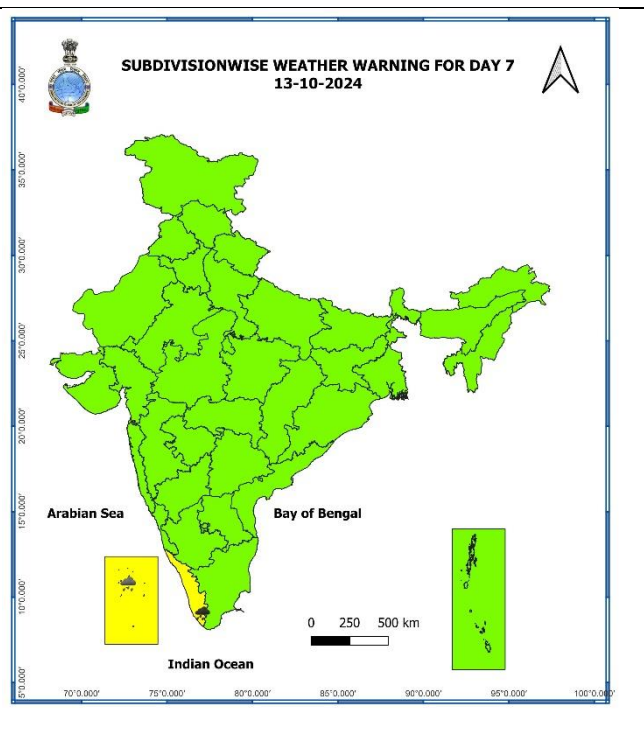 SUBDIVISIONWISE WEATHER WARNING FOR DAY 7
13-10-2024
40°0.000'
35°0.000'
30°0.000'
25°0.000'
20°0.000'
15°0.000'
10°0.000'
5°0.000'
Arabian Sea
Bay of Bengal
0 250 500 km
Indian Ocean
70°0.000' 75°0.000' 80°0.000' 85°0.000' 90°0.000' 95°0.000' 100°0.000'